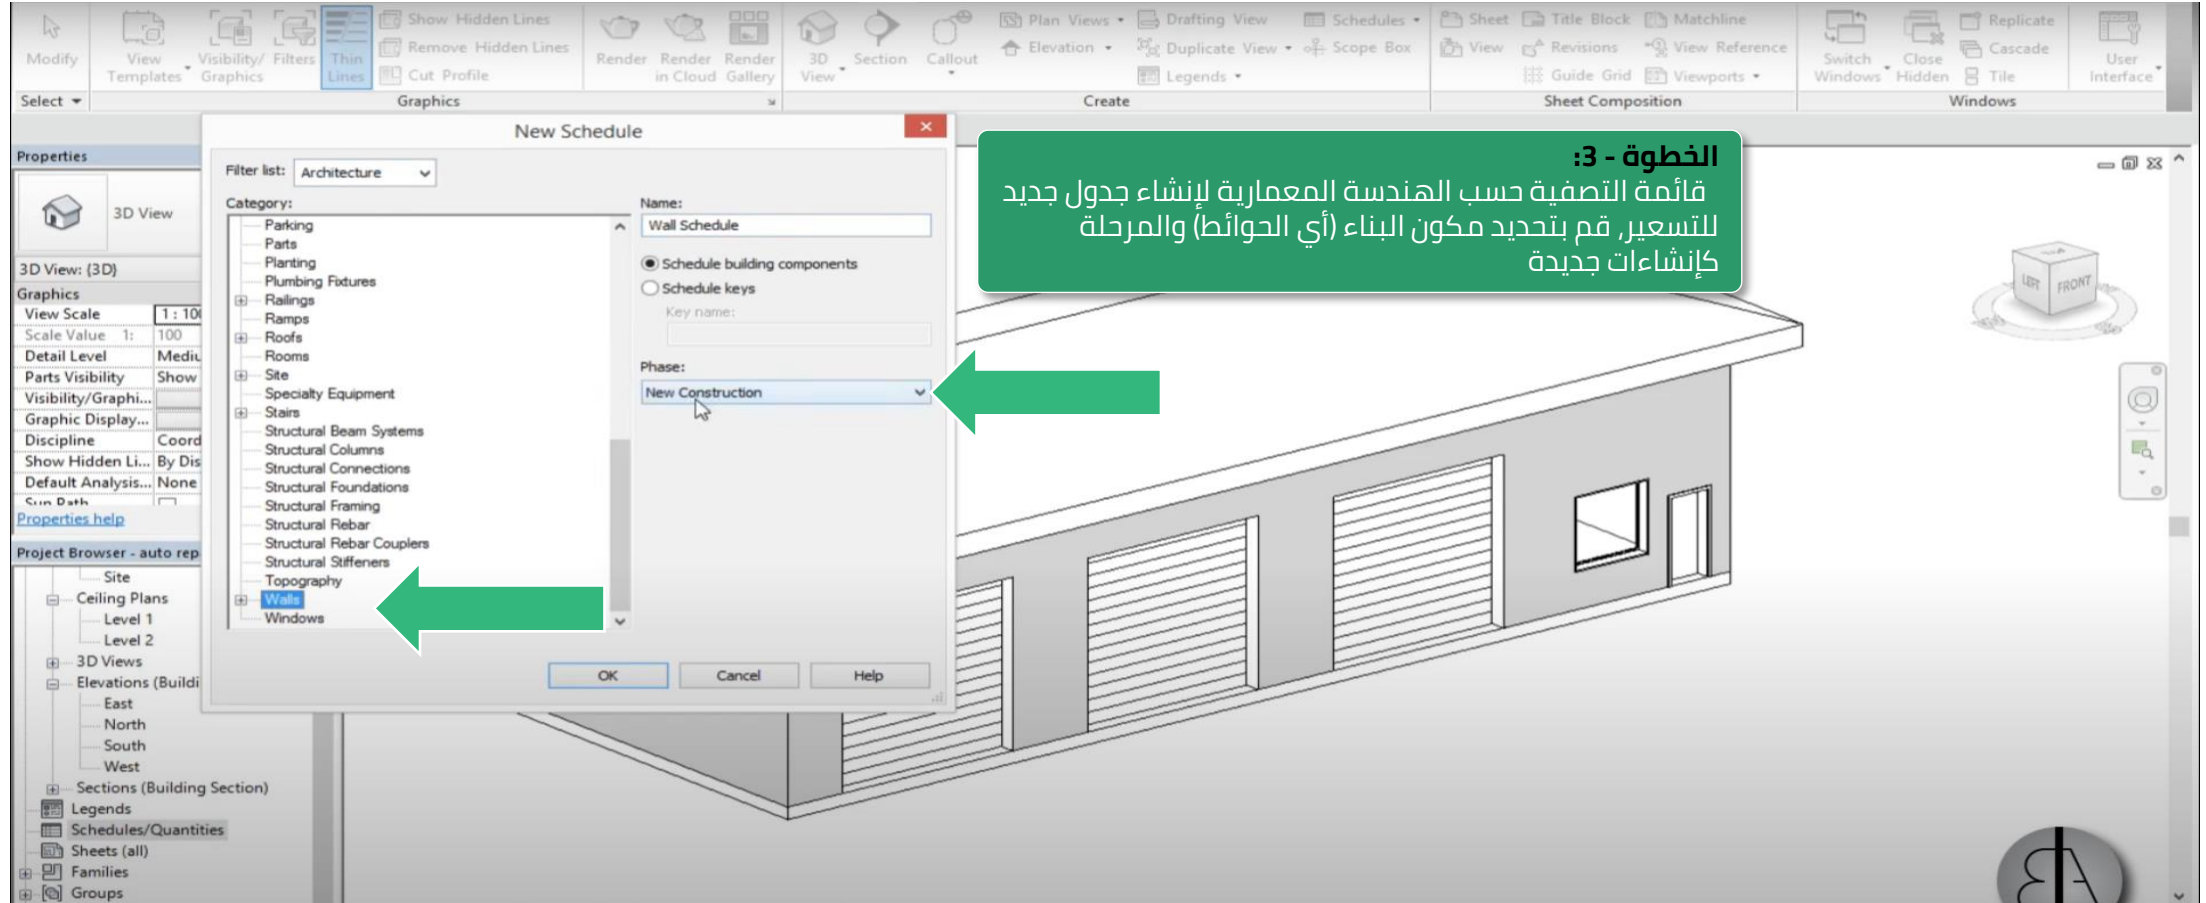 Modify
View
Templates
Visibility/
Graphics
Filters
Thin
Lines
Show Hidden Lines
Remove Hidden Lines
Cut Profile
Render
Render
in Cloud
Render
Gallery
3D
View
Section
Callout
Plan Views
Elevation
Drafting View
Duplicate View
Legends
Schedules
Scope Box
Sheet
View
Title Block
Revisions
Guide Grid
Matchline
View Reference
Viewports
Switch
Windows
Close
Hidden
Replicate
Cascade
Tile
User
Interface
Select
Graphics
Create
Sheet Composition
Windows
New Schedule
Filter list:
Architecture
Category:
Parking
Parts
Planting
Plumbing Fixtures
Railings
Ramps
Roofs
Rooms
Site
Specialty Equipment
Stairs
Structural Beam Systems
Structural Columns
Structural Connections
Structural Foundations
Structural Framing
Structural Rebar
Structural Rebar Couplers
Structural Stiffeners
Topography
Walls
Windows
Name:
Wall Schedule
Schedule building components
Schedule keys
Key name:
Phase:
New Construction
OK
Cancel
Help
الخطوة - 3:
قائمة التصفية حسب الهندسة المعمارية لإنشاء جدول جديد
للتسعير, قم بتحديد مكون البناء (أي الحوائط) والمرحلة
كإنشاءات جديدة
LEFT
FRONT
Properties
3D View
3D View: {3D}
Graphics
View Scale 1 : 100
Scale Value 1: 100
Detail Level Mediu
Parts Visibility Show
Visibility/Graphi...
Graphic Display...
Discipline Coord
Show Hidden Li... By Dis
Default Analysis... None
Sun Path
Properties help
Project Browser - auto rep
Site
Ceiling Plans
Level 1
Level 2
3D Views
Elevations (Buildi
East
North
South
West
Sections (Building Section)
Legends
Schedules/Quantities
Sheets (all)
Families
Groups